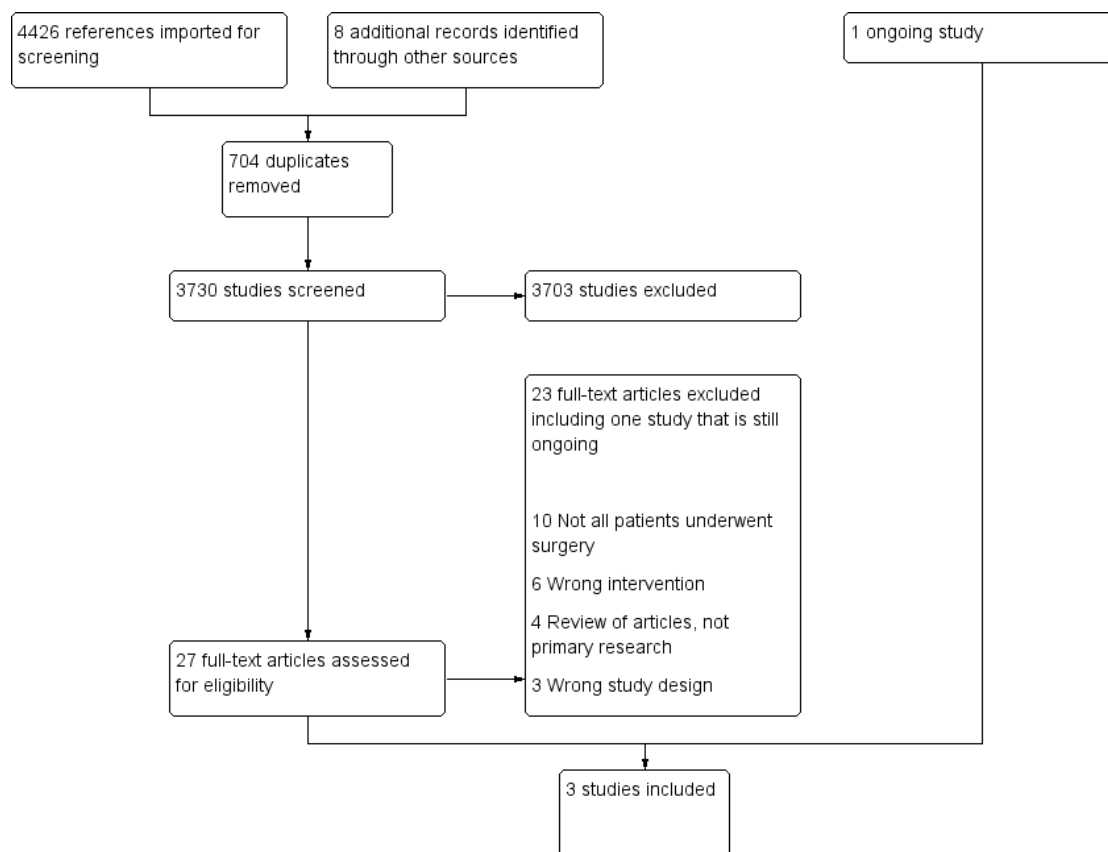 4426 references imported for
screening
8 additional records identified
through other sources
1 ongoing study
704 duplicates
removed
3730 studies screened
3703 studies excluded
23 full-text articles excluded
including one study that is still
ongoing
10 Not all patients underwent
surgery
6 Wrong intervention
4 Review of articles, not
primary research
3 Wrong study design
27 full-text articles assessed
for eligibility
3 studies included